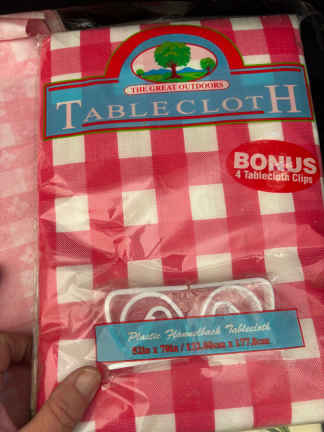 THE GREAT OUTDOORS
TABLECLOTH
BONUS
4 Tablecloth Clips
Plastic Flannelback Tablecloth
52in x 70in / 132.08cm x 177.8cm